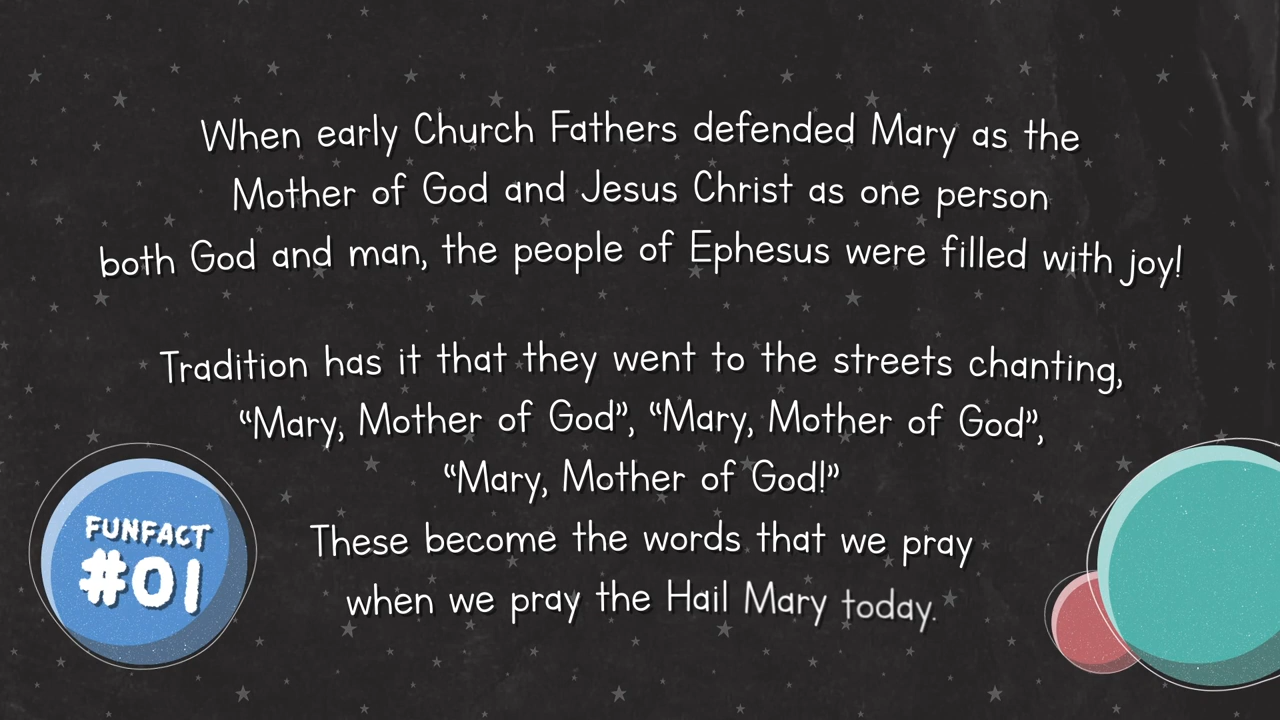 When early Church Fathers defended Mary as the
Mother of God and Jesus Christ as one person
both God and man, the people of Ephesus were filled with joy!
Tradition has it that they went to the streets chanting,
“Mary, Mother of God”, “Mary, Mother of God”,
“Mary, Mother of God!”
These become the words that we pray
when we pray the Hail Mary today.
FUNFACT
#01